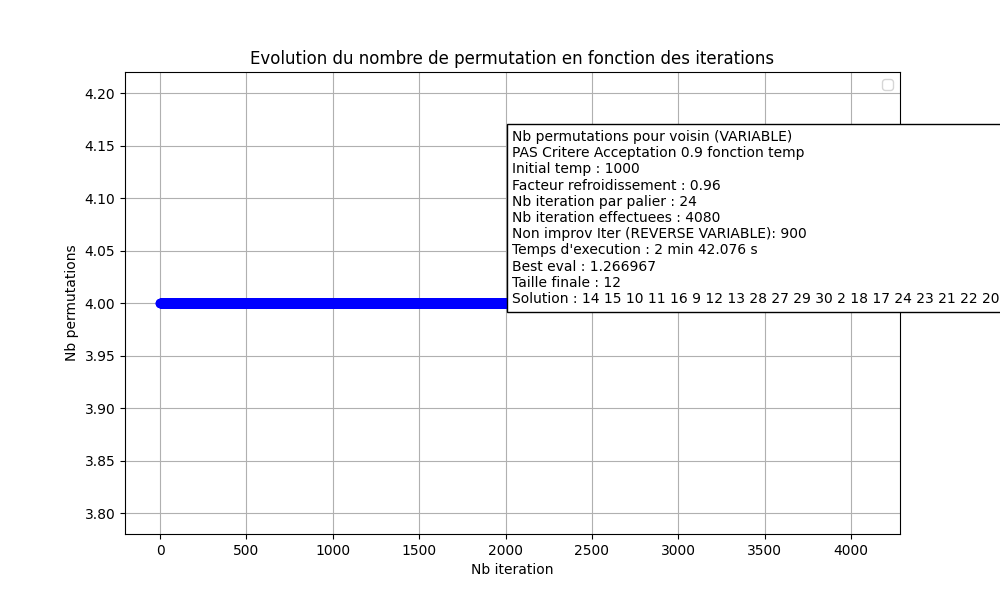 Evolution du nombre de permutation en fonction des iterations
4.20
4.15
4.10
4.05
4.00
3.95
3.90
3.85
3.80
Nb permutations
Nb permutations pour voisin (VARIABLE)
PAS Critere Acceptation 0.9 fonction temp
Initial temp : 1000
Facteur refroidissement : 0.96
Nb iteration par palier : 24
Nb iteration effectuees : 4080
Non improv Iter (REVERSE VARIABLE): 900
Temps d'execution : 2 min 42.076 s
Best eval : 1.266967
Taille finale : 12
Solution : 14 15 10 11 16 9 12 13 28 27 29 30 2 18 17 24 23 21 22 20
0 500 1000 1500 2000 2500 3000 3500 4000
Nb iteration